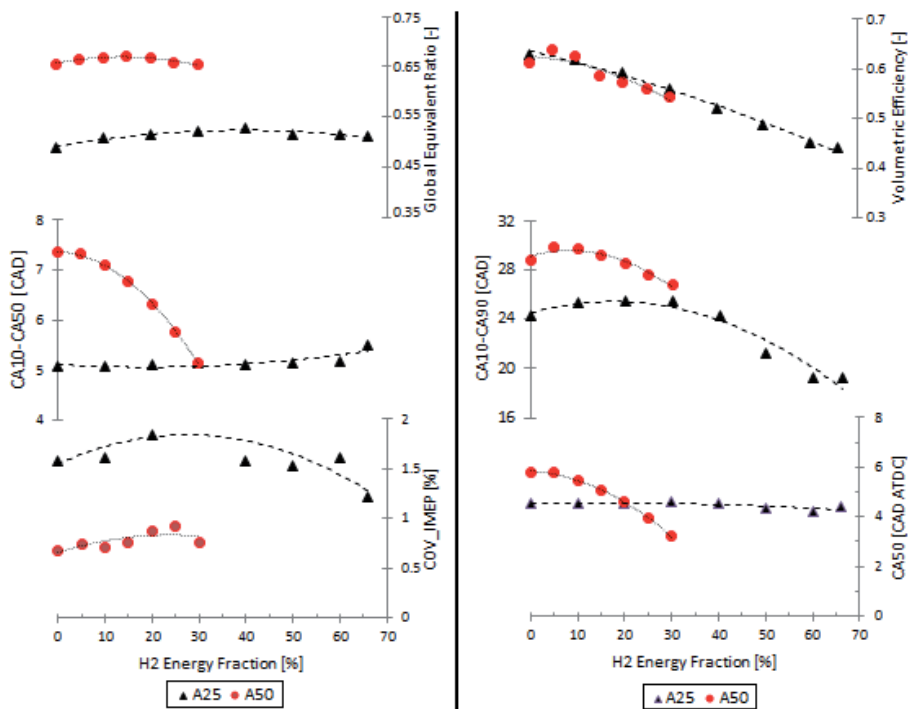 0.75
0.65
0.55
0.45
0.35
Global Equivalent Ratio [-]
8
7
6
5
4
CA10-CA50 [CAD]
2
1.5
1
0.5
0
COV_IMEP [%]
0 10 20 30 40 50 60 70
H2 Energy Fraction [%]
A25 A50
0.7
0.6
0.5
0.4
0.3
Volumetric Efficiency [-]
32
28
24
20
16
CA10-CA90 [CAD]
8
6
4
2
0
CA50 [CAD ATDC]
0 10 20 30 40 50 60 70
H2 Energy Fraction [%]
A25 A50